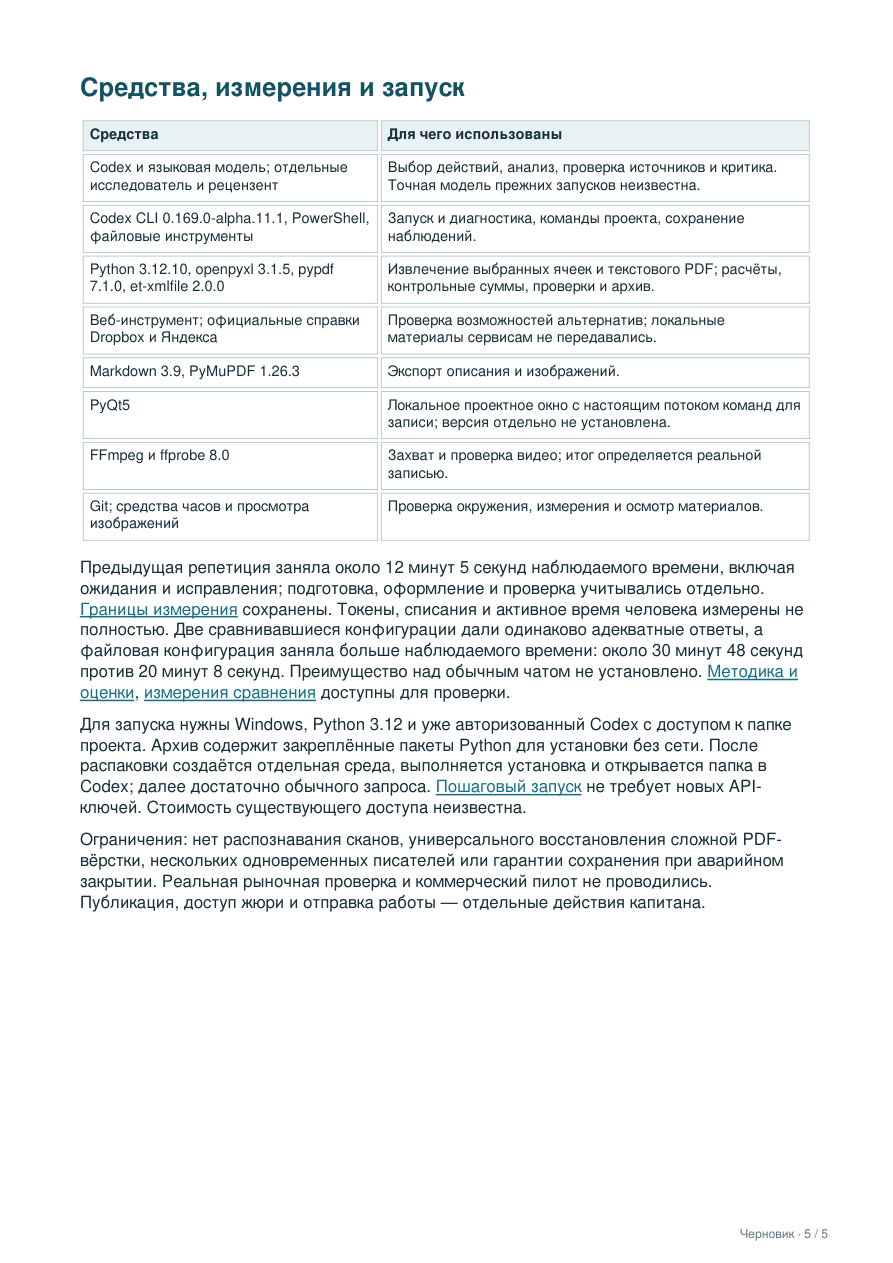 Средства, измерения и запуск
Средства
Для чего использованы
Codex и языковая модель; отдельные
исследователь и рецензент
Выбор действий, анализ, проверка источников и критика.
Точная модель прежних запусков неизвестна.
Codex CLI 0.169.0-alpha.11.1, PowerShell,
файловые инструменты
Запуск и диагностика, команды проекта, сохранение
наблюдений.
Python 3.12.10, openpyxl 3.1.5, pypdf
7.1.0, et-xmlfile 2.0.0
Извлечение выбранных ячеек и текстового PDF; расчёты,
контрольные суммы, проверки и архив.
Веб-инструмент; официальные справки
Dropbox и Яндекса
Проверка возможностей альтернатив; локальные
материалы сервисам не передавались.
Markdown 3.9, PyMuPDF 1.26.3
Экспорт описания и изображений.
PyQt5
Локальное проектное окно с настоящим потоком команд для
записи; версия отдельно не установлена.
FFmpeg и ffprobe 8.0
Захват и проверка видео; итог определяется реальной
записью.
Git; средства часов и просмотра
изображений
Проверка окружения, измерения и осмотр материалов.
Предыдущая репетиция заняла около 12 минут 5 секунд наблюдаемого времени, включая
ожидания и исправления; подготовка, оформление и проверка учитывались отдельно.
Границы измерения сохранены. Токены, списания и активное время человека измерены не
полностью. Две сравнивавшиеся конфигурации дали одинаково адекватные ответы, а
файловая конфигурация заняла больше наблюдаемого времени: около 30 минут 48 секунд
против 20 минут 8 секунд. Преимущество над обычным чатом не установлено. Методика и
оценки, измерения сравнения доступны для проверки.
Для запуска нужны Windows, Python 3.12 и уже авторизованный Codex с доступом к папке
проекта. Архив содержит закреплённые пакеты Python для установки без сети. После
распаковки создаётся отдельная среда, выполняется установка и открывается папка в
Codex; далее достаточно обычного запроса. Пошаговый запуск не требует новых API-
ключей. Стоимость существующего доступа неизвестна.
Ограничения: нет распознавания сканов, универсального восстановления сложной PDF-
вёрстки, нескольких одновременных писателей или гарантии сохранения при аварийном
закрытии. Реальная рыночная проверка и коммерческий пилот не проводились.
Публикация, доступ жюри и отправка работы — отдельные действия капитана.
Черновик · 5 / 5